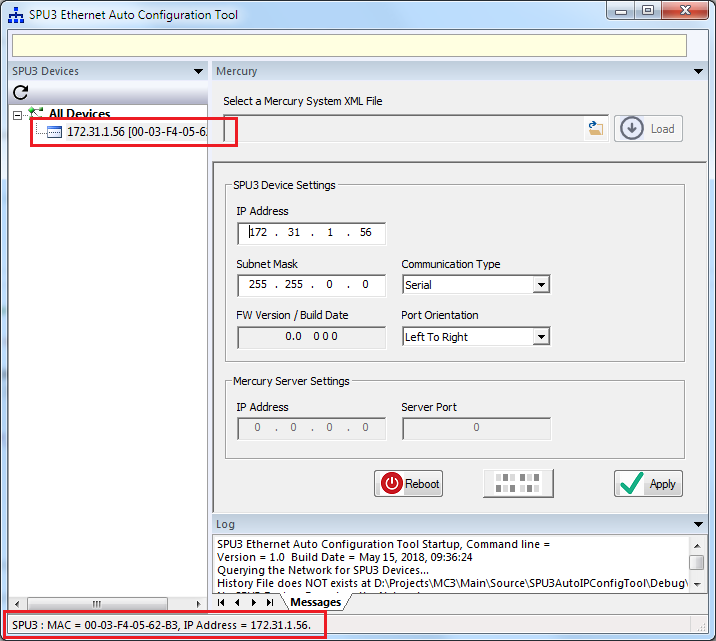 SPU3 Ethernet Auto Configuration Tool
SPU3 Devices
All Devices
172.31.1.56 [00-03-F4-05-62
Mercury
Select a Mercury System XML File
Load
SPU3 Device Settings
IP Address
172 . 31 . 1 . 56
Subnet Mask
255 . 255 . 0 . 0
Communication Type
Serial
FW Version / Build Date
0.0 0 0 0
Port Orientation
Left To Right
Mercury Server Settings
IP Address
0 . 0 . 0 . 0
Server Port
0
Reboot
Apply
Log
SPU3 Ethernet Auto Configuration Tool Startup, Command line =
Version = 1.0 Build Date = May 15, 2018, 09:36:24
Querying the Network for SPU3 Devices...
History File does NOT exists at D:\Projects\MC3\Main\Source\SPU3AutoIPConfigTool\Debug\
Messages
SPU3 : MAC = 00-03-F4-05-62-B3, IP Address = 172.31.1.56.